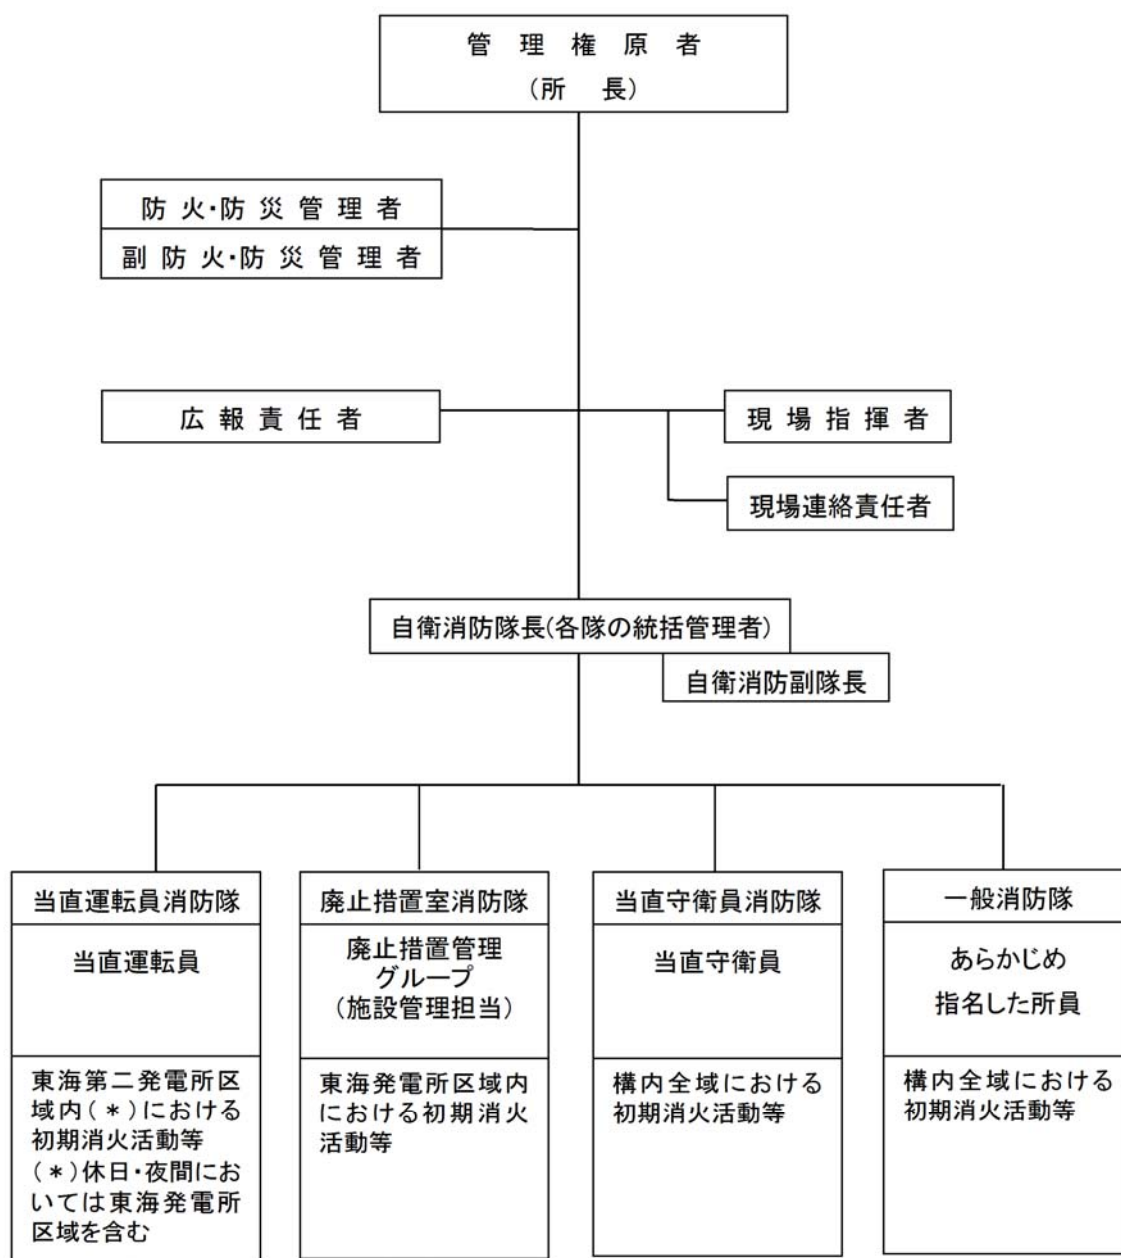 管理権原者
(所 長)
防火・防災管理者
副防火・防災管理者
広報責任者
現場指揮者
現場連絡責任者
自衛消防隊長(各隊の統括管理者)
自衛消防副隊長
当直運転員消防隊
当直運転員
東海第二発電所区
域内(*)における
初期消火活動等
(*)休日・夜間にお
いては東海発電所
区域を含む
廃止措置室消防隊
廃止措置管理
グループ
(施設管理担当)
東海発電所区域内
における初期消火
活動等
当直守衛員消防隊
当直守衛員
構内全域における
初期消火活動等
一般消防隊
あらかじめ
指名した所員
構内全域における
初期消火活動等